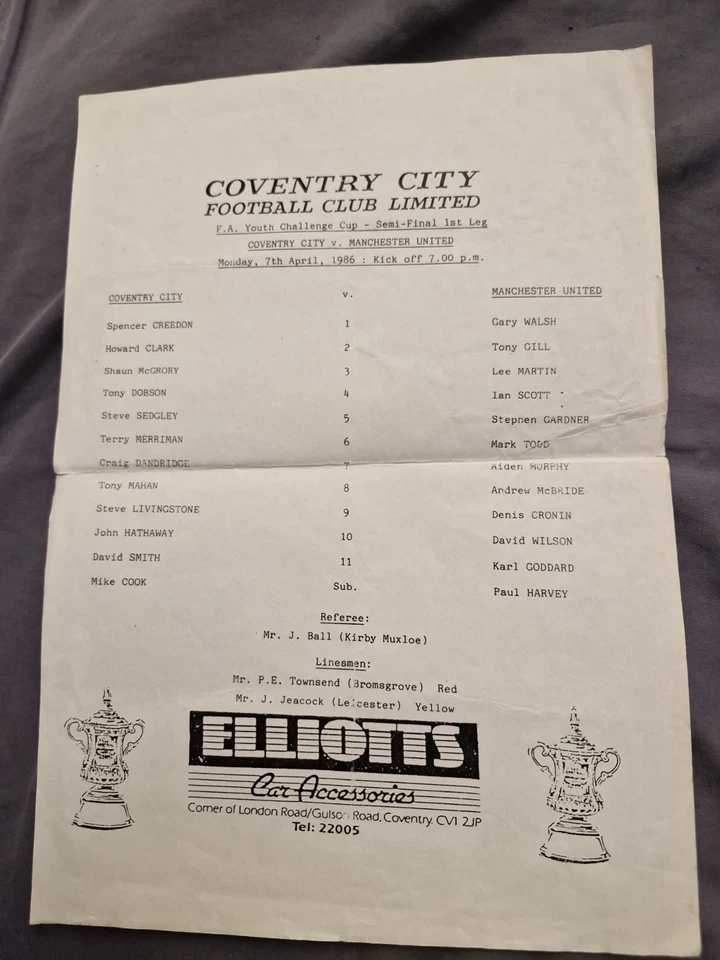 COVENTRY CITY
FOOTBALL CLUB LIMITED
F.A. Youth Challenge Cup - Semi-Final 1st Leg
COVENTRY CITY v. MANCHESTER UNITED
Monday, 7th April, 1986 : Kick off 7.00 p.m.
COVENTRY CITY v. MANCHESTER UNITED
Spencer CREEDON 1 Gary WALSH
Howard CLARK 2 Tony GILL
Shaun McGRORY 3 Lee MARTIN
Tony DOBSON 4 Ian SCOTT
Steve SEDGLEY 5 Stephen GARDNER
Terry MERRIMAN 6 Mark TODD
Craig DANDRIDGE 7 Aiden MURPHY
Tony MAHAN 8 Andrew McBRIDE
Steve LIVINGSTONE 9 Denis CRONIN
John HATHAWAY 10 David WILSON
David SMITH 11 Karl GODDARD
Mike COOK Sub. Paul HARVEY
Referee:
Mr. J. Ball (Kirby Muxloe)
Linesmen:
Mr. P.E. Townsend (Bromsgrove) Red
Mr. J. Jeacock (Leicester) Yellow
ELLIOTTS
Car Accessories
Corner of London Road/Gulson Road, Coventry. CV1 2JP
Tel: 22005